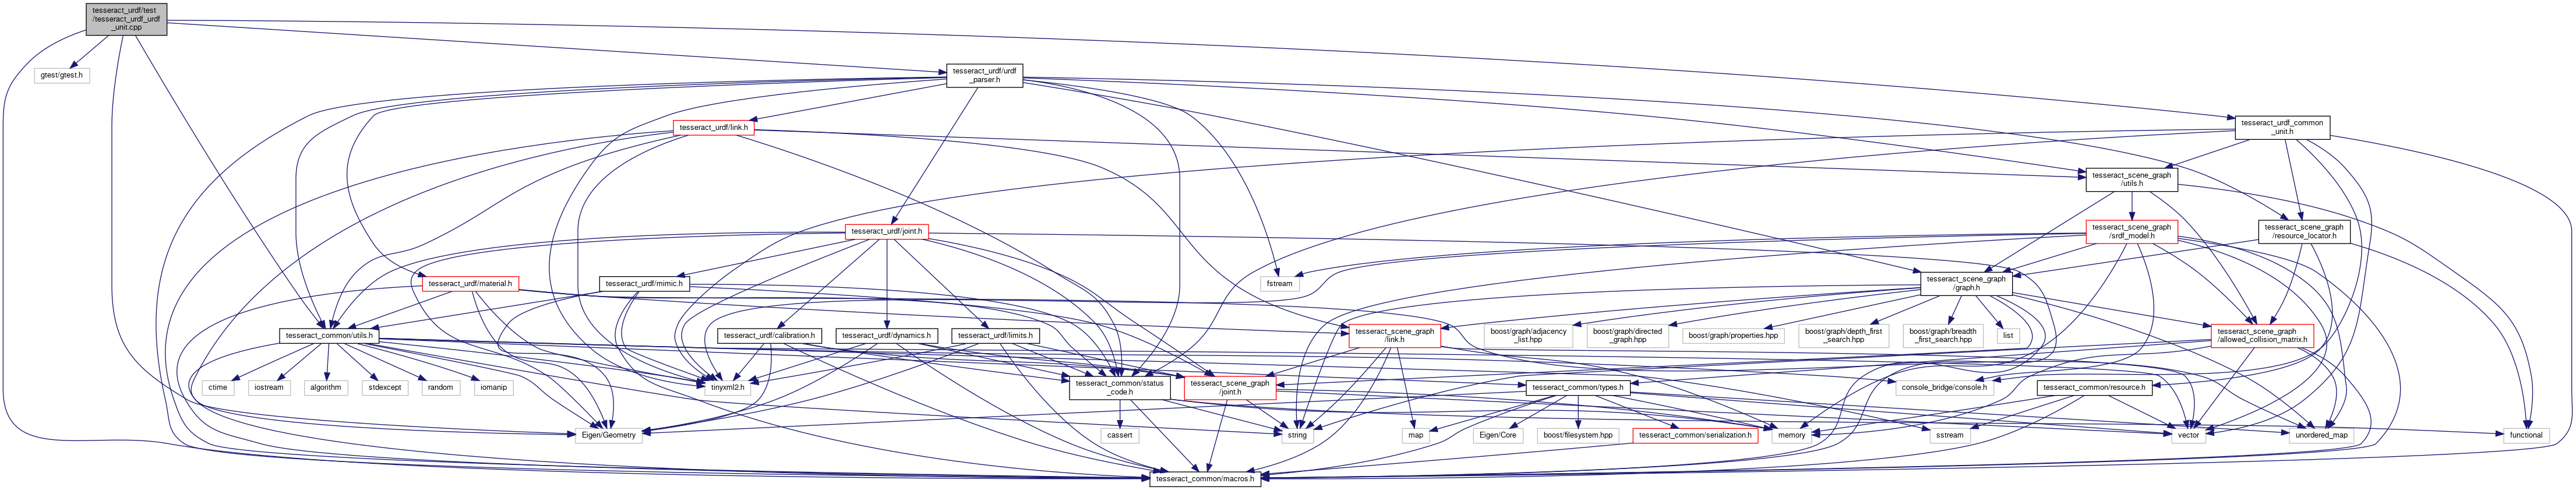 tesseract_urdf/test
/tesseract_urdf_urdf
_unit.cpp
gtest/gtest.h
tesseract_urdf/urdf
_parser.h
tesseract_urdf/link.h
tesseract_urdf_common
_unit.h
tesseract_scene_graph
/utils.h
tesseract_urdf/joint.h
tesseract_scene_graph
/srdf_model.h
tesseract_scene_graph
/resource_locator.h
tesseract_urdf/material.h
tesseract_urdf/mimic.h
fstream
tesseract_scene_graph
/graph.h
tesseract_common/utils.h
tesseract_urdf/calibration.h
tesseract_urdf/dynamics.h
tesseract_urdf/limits.h
tesseract_scene_graph
/link.h
boost/graph/adjacency
_list.hpp
boost/graph/directed
_graph.hpp
boost/graph/properties.hpp
boost/graph/depth_first
_search.hpp
boost/graph/breadth
_first_search.hpp
list
tesseract_scene_graph
/allowed_collision_matrix.h
ctime
iostream
algorithm
stdexcept
random
iomanip
tinyxml2.h
tesseract_common/status
_code.h
tesseract_scene_graph
/joint.h
tesseract_common/types.h
console_bridge/console.h
tesseract_common/resource.h
Eigen/Geometry
cassert
string
map
Eigen/Core
boost/filesystem.hpp
tesseract_common/serialization.h
memory
sstream
vector
unordered_map
functional
tesseract_common/macros.h